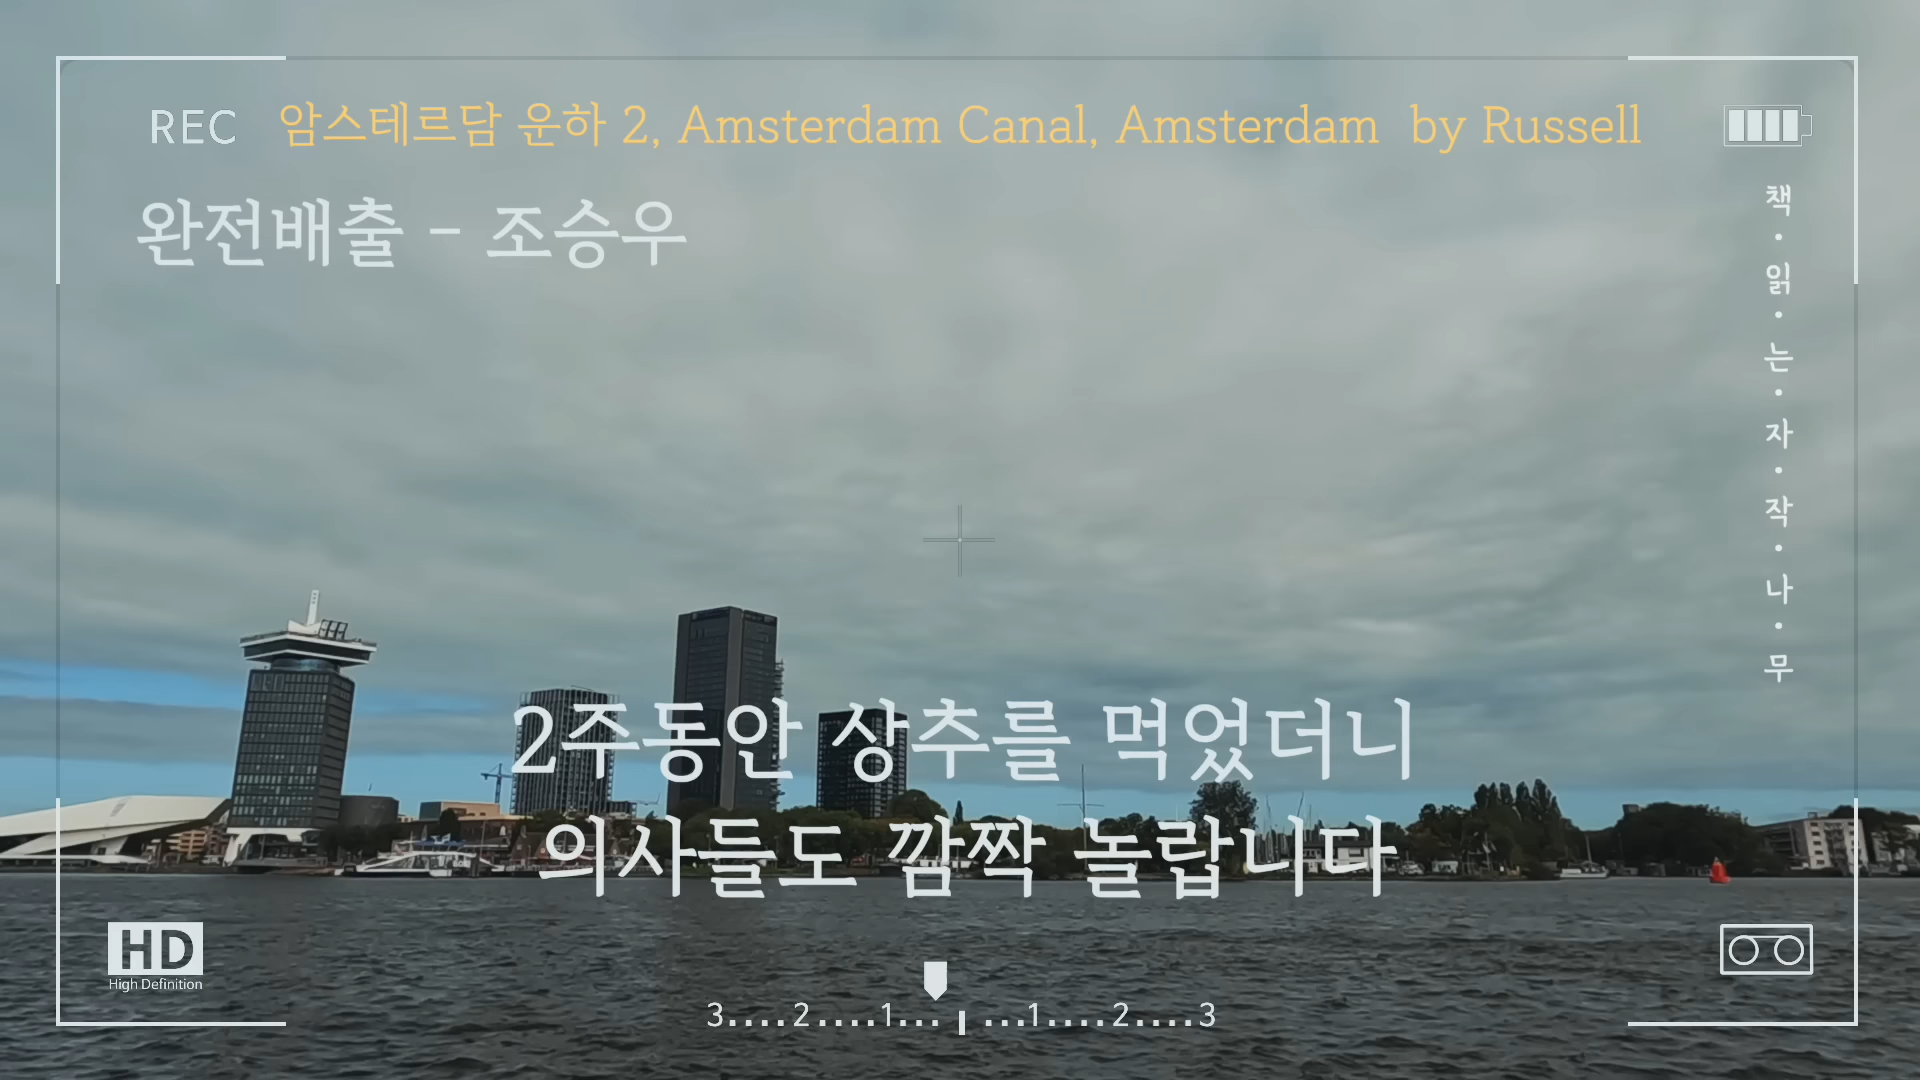 REC 암스테르담 운하 2, Amsterdam Canal, Amsterdam by Russell
완전배출 - 조승우
책·읽·는·자·작·나·무
2주동안 상추를 먹었더니
의사들도 깜짝 놀랍니다
HD
High Definition
3....2....1... ...1....2....3